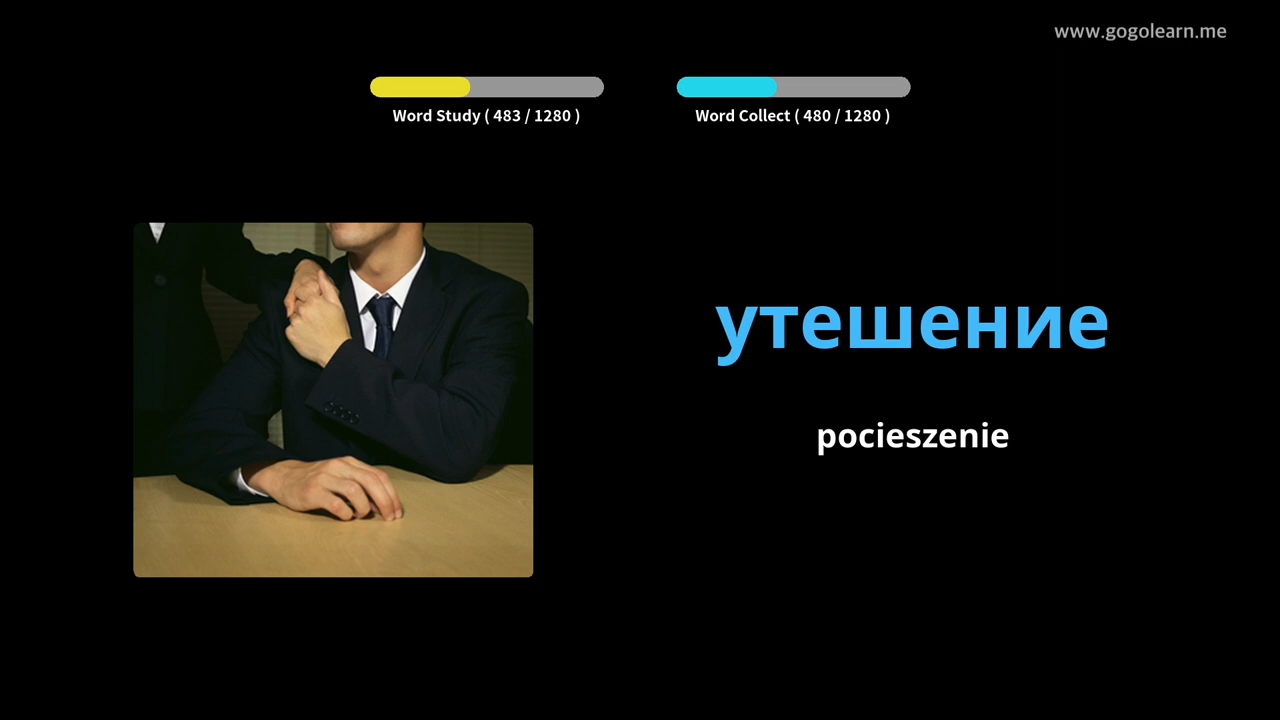 www.gogolearn.me
Word Study ( 483 / 1280 )
Word Collect ( 480 / 1280 )
утешение
pocieszenie